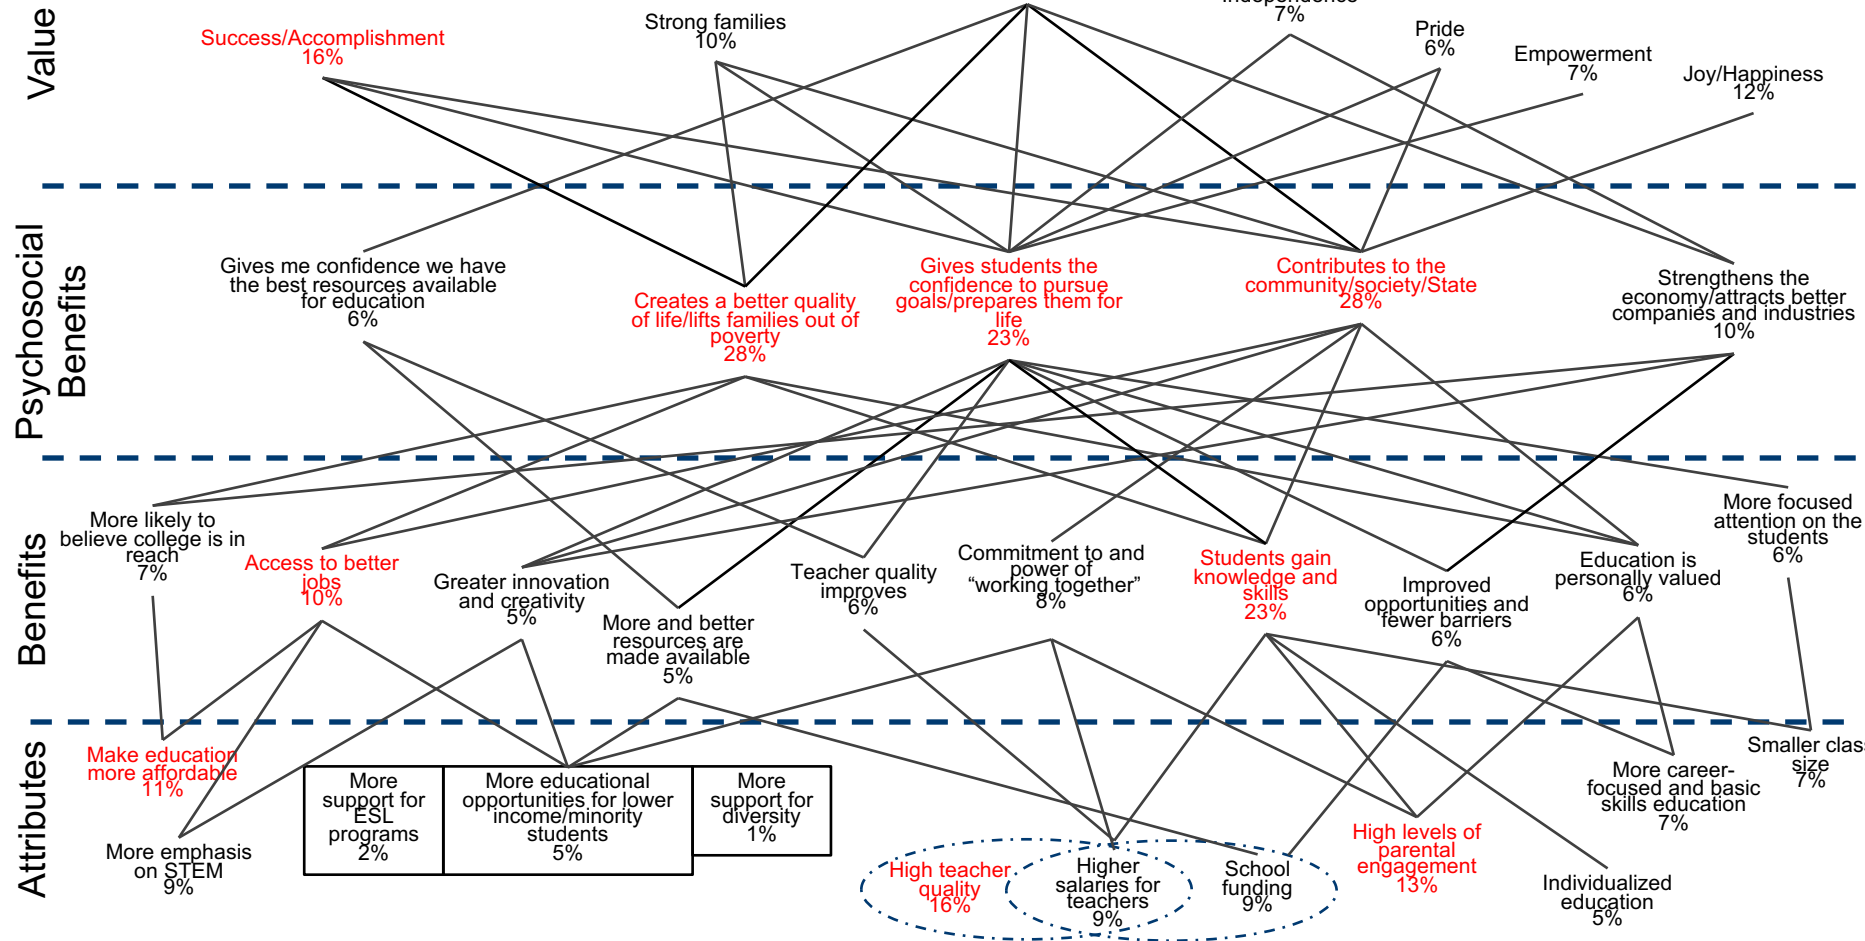 Value
Success/Accomplishment
16%
Strong families
10%
7%
Pride
6%
Empowerment
7%
Joy/Happiness
12%
Psychosocial
Benefits
Gives me confidence we have
the best resources available
for education
6%
Creates a better quality
of life/lifts families out of
poverty
28%
Gives students the
confidence to pursue
goals/prepares them for
life
23%
Contributes to the
community/society/State
28%
Strengthens the
economy/attracts better
companies and industries
10%
Benefits
More likely to
believe college is in
reach
7%
Access to better
jobs
10%
Greater innovation
and creativity
5%
More and better
resources are
made available
5%
Teacher quality
improves
6%
Commitment to and
power of
“working together”
8%
Students gain
knowledge and
skills
23%
Improved
opportunities and
fewer barriers
6%
Education is
personally valued
6%
More focused
attention on the
students
6%
Attributes
Make education
more affordable
11%
More emphasis
on STEM
9%
More
support for
ESL
programs
2%
More educational
opportunities for lower
income/minority
students
5%
More
support for
diversity
1%
High teacher
quality
16%
Higher
salaries for
teachers
9%
School
funding
9%
High levels of
parental
engagement
13%
Individualized
education
5%
More career-
focused and basic
skills education
7%
Smaller clas
size
7%